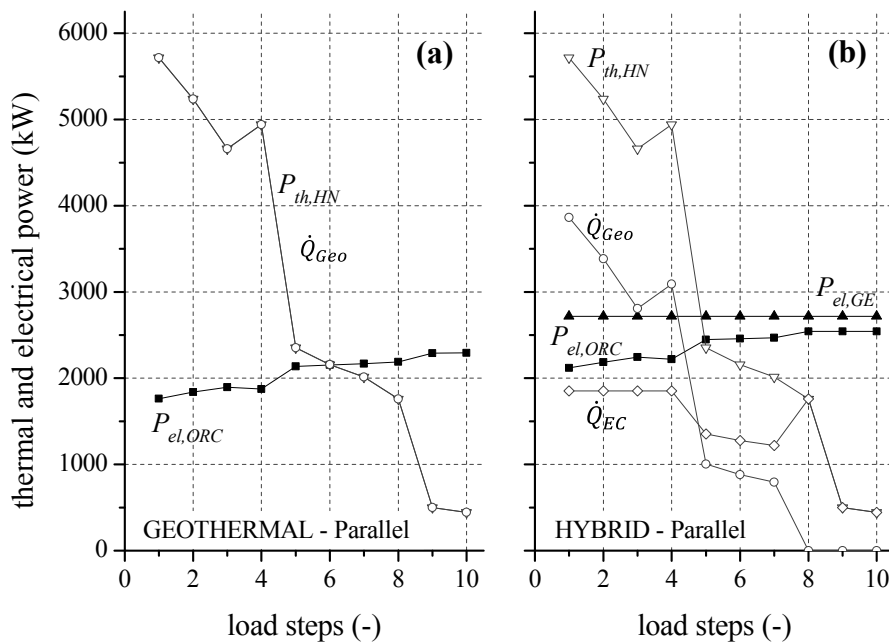 thermal and electrical power (kW)
6000
5000
4000
3000
2000
1000
0
(a)
P_th,HN
Q̇_Geo
P_el,ORC
GEOTHERMAL - Parallel
0 2 4 6 8 10
load steps (-)
(b)
P_th,HN
Q̇_Geo
P_el,GE
P_el,ORC
Q̇_EC
HYBRID - Parallel
0 2 4 6 8 10
load steps (-)